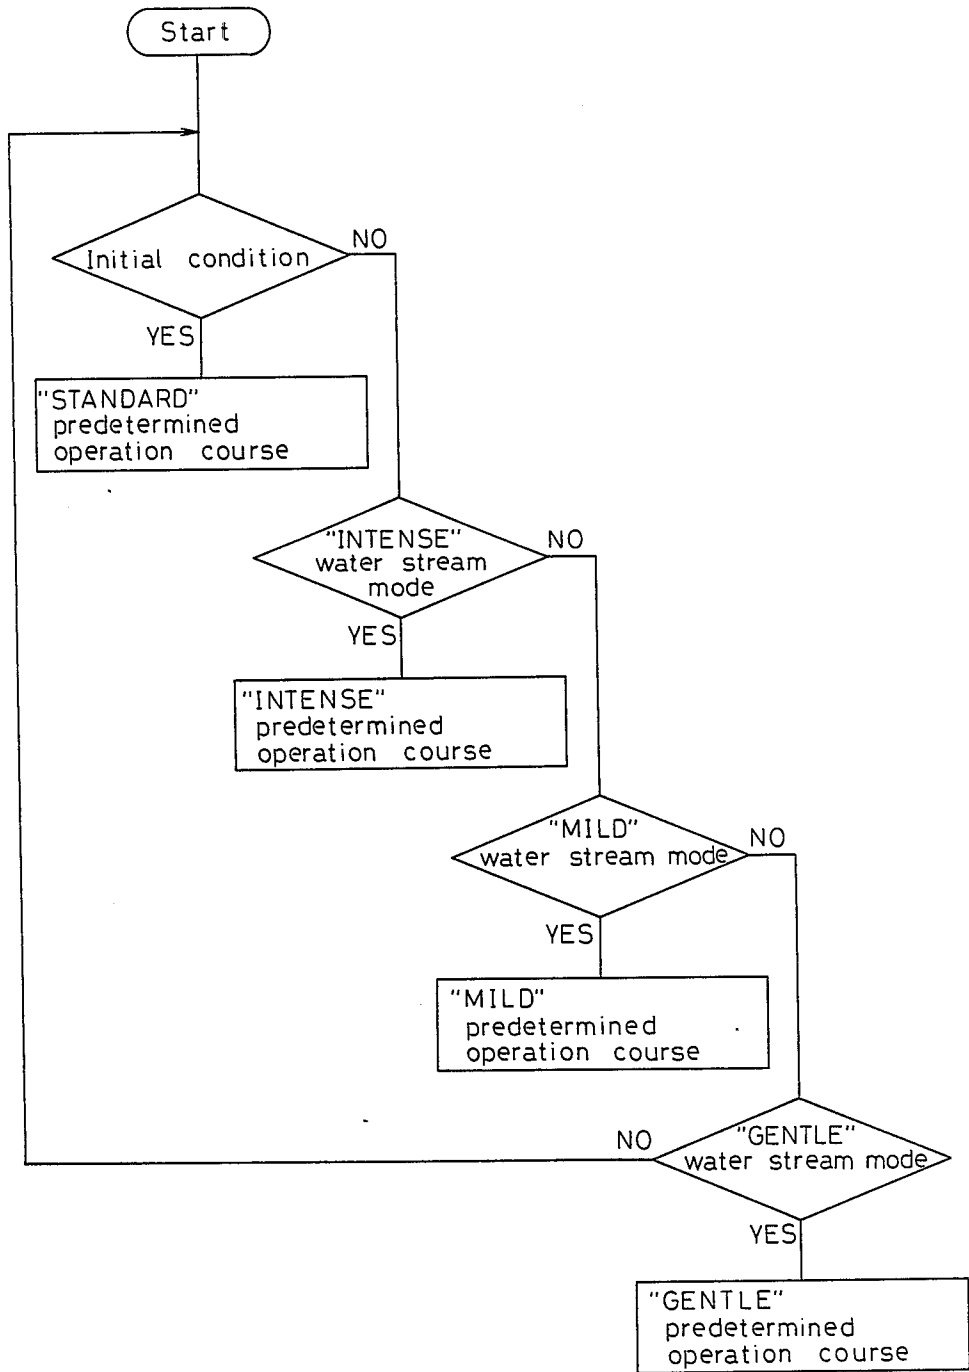 Start
Initial condition
NO
YES
"STANDARD"
predetermined
operation course
"INTENSE"
water stream
mode
NO
YES
"INTENSE"
predetermined
operation course
"MILD"
water stream mode
NO
YES
"MILD"
predetermined
operation course
"GENTLE"
water stream mode
NO
YES
"GENTLE"
predetermined
operation course